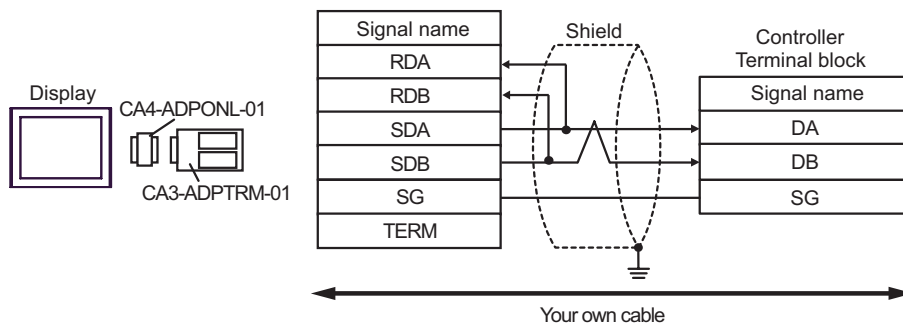 Display
CA4-ADPONL-01
CA3-ADPTRM-01
Signal name
RDA
RDB
SDA
SDB
SG
TERM
Shield
Controller
Terminal block
Signal name
DA
DB
SG
Your own cable